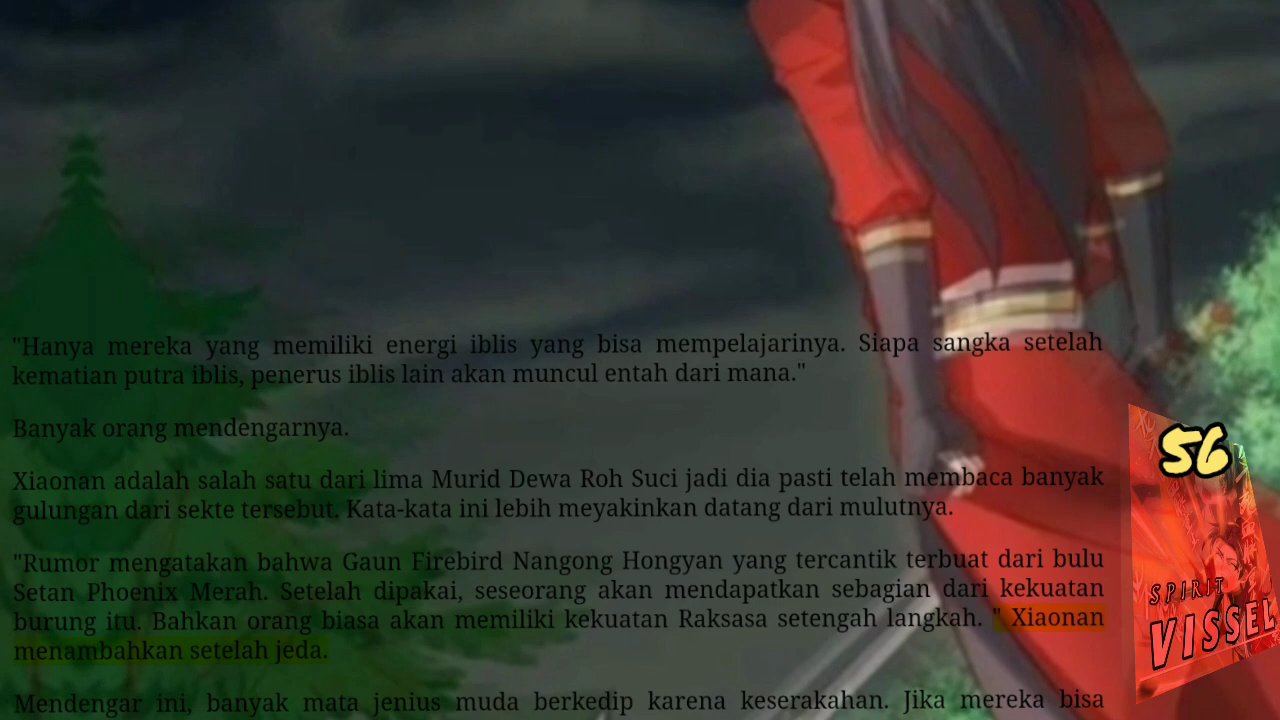 "Hanya mereka yang memiliki energi iblis yang bisa mempelajarinya. Siapa sangka setelah
kematian putra iblis, penerus iblis lain akan muncul entah dari mana."
Banyak orang mendengarnya.
Xiaonan adalah salah satu dari lima Murid Dewa Roh Suci jadi dia pasti telah membaca banyak
gulungan dari sekte tersebut. Kata-kata ini lebih meyakinkan datang dari mulutnya.
"Rumor mengatakan bahwa Gaun Firebird Nangong Hongyan yang tercantik terbuat dari bulu
Setan Phoenix Merah. Setelah dipakai, seseorang akan mendapatkan sebagian dari kekuatan
burung itu. Bahkan orang biasa akan memiliki kekuatan Raksasa setengah langkah. " Xiaonan
menambahkan setelah jeda.
Mendengar ini, banyak mata jenius muda berkedip karena keserakahan. Jika mereka bisa
56
SPIRIT
VISSEL